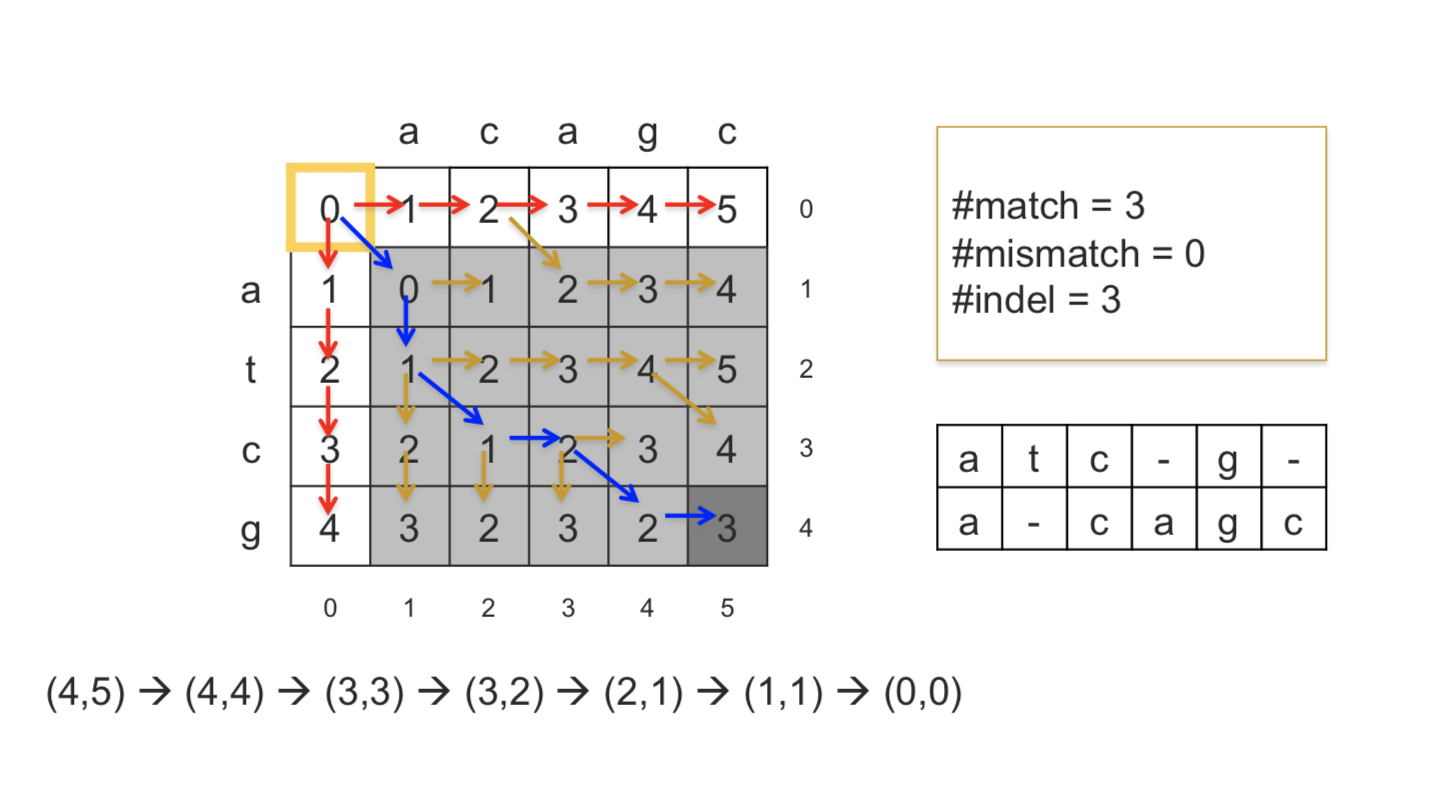 a c a g c
0 1 2 3 4 5 0
a 1 0 1 2 3 4 1
t 2 1 2 3 4 5 2
c 3 2 1 2 3 4 3
g 4 3 2 3 2 3 4
0 1 2 3 4 5
#match = 3
#mismatch = 0
#indel = 3
a t c - g -
a - c a g c
(4,5) → (4,4) → (3,3) → (3,2) → (2,1) → (1,1) → (0,0)